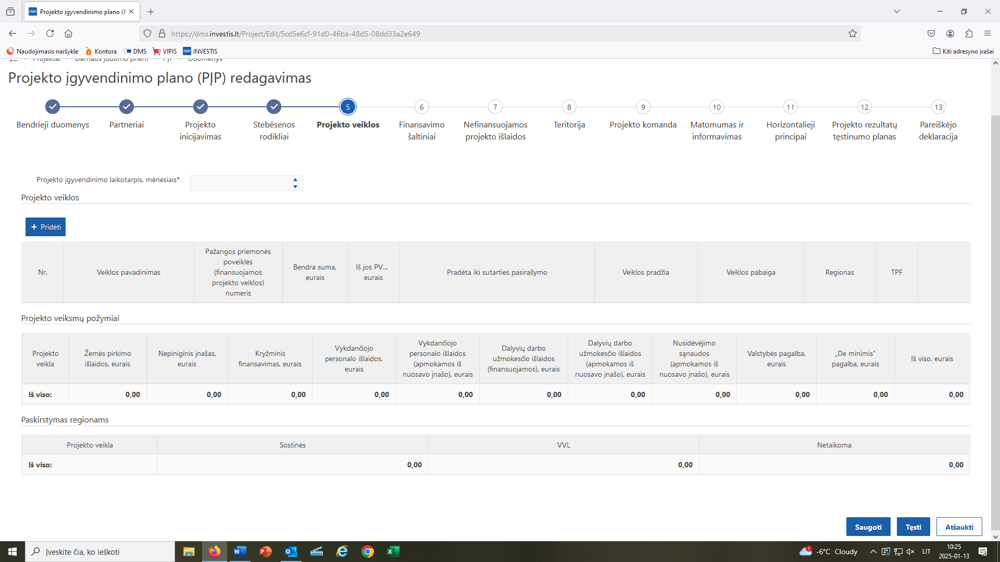 Projekto įgyvendinimo plano (P
https://dms.investis.lt/Project/Edit/5cd5e6cf-91d0-46ba-48d5-08dd33a2e649
Naudojimasis naršykle Kontora DMS VIPIS INVESTIS Kiti adresyno įrašai
Projektai Darnaus judumo priem PĮP Duomenys
Projekto įgyvendinimo plano (PĮP) redagavimas
5 6 7 8 9 10 11 12 13
Bendrieji duomenys Partneriai Projekto inicijavimas Stebėsenos rodikliai Projekto veiklos Finansavimo šaltiniai Nefinansuojamos projekto išlaidos Teritorija Projekto komanda Matomumas ir informavimas Horizontalieji principai Projekto rezultatų tęstinumo planas Pareiškėjo deklaracija
Projekto įgyvendinimo laikotarpis, mėnesiais*
Projekto veiklos
+ Pridėti
Nr. Veiklos pavadinimas Pažangos priemonės poveiklės (finansuojamos projekto veiklos) numeris Bendra suma, eurais Iš jos PV... eurais Pradėta iki sutarties pasirašymo Veiklos pradžia Veiklos pabaiga Regionas TPF
Projekto veiksmų požymiai
Projekto veikla Žemės pirkimo išlaidos, eurais Nepiniginis įnašas, eurais Kryžminis finansavimas, eurais Vykdančiojo personalo išlaidos, eurais Vykdančiojo personalo išlaidos (apmokamos iš nuosavo įnašo), eurais Dalyvių darbo užmokesčio išlaidos (finansuojamos), eurais Dalyvių darbo užmokesčio išlaidos (apmokamos iš nuosavo įnašo), eurais Nusidėvėjimo sąnaudos (apmokamos iš nuosavo įnašo), eurais Valstybės pagalba, eurais „De minimis“ pagalba, eurais Iš viso, eurais
Iš viso: 0,00 0,00 0,00 0,00 0,00 0,00 0,00 0,00 0,00 0,00 0,00
Paskirstymas regionams
Projekto veikla Sostinės VVL Netaikoma
Iš viso: 0,00 0,00 0,00
Saugoti Tęsti Atšaukti
Įveskite čia, ko ieškoti
1 -6°C Cloudy LIT 10:25
2025-01-13